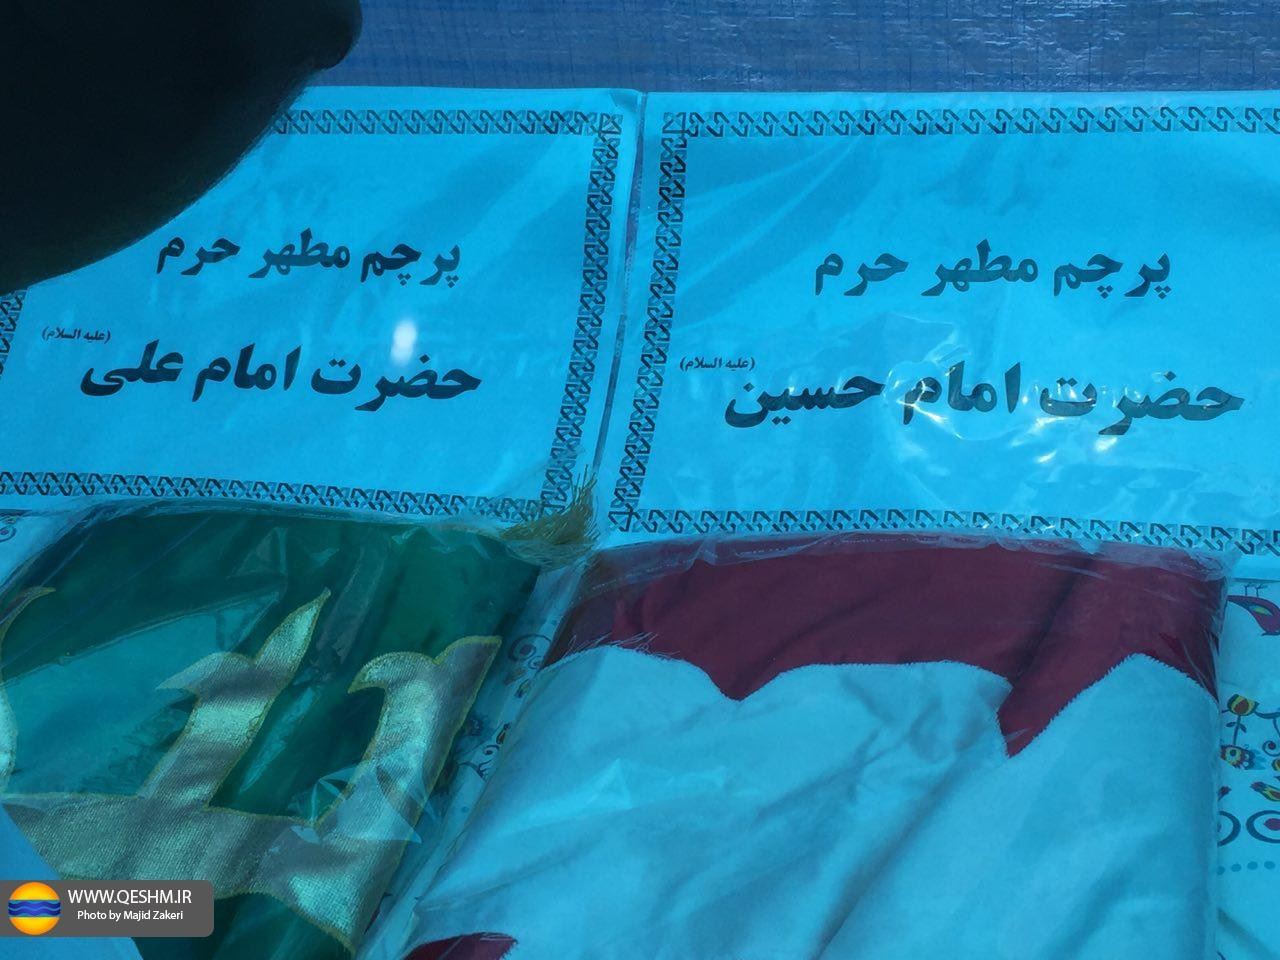 پرچم مطهر حرم
حضرت امام حسین (علیه السلام)
پرچم مطهر حرم
حضرت امام علی (علیه السلام)
WWW.QESHM.IR
Photo by Majid Zakeri